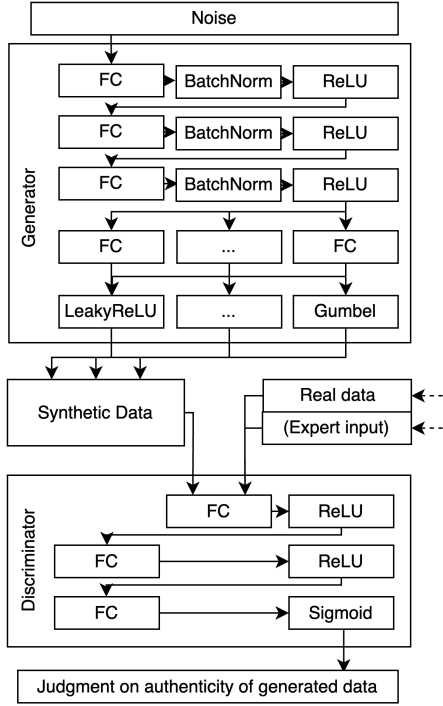 Noise
Generator
FC
BatchNorm
ReLU
FC
BatchNorm
ReLU
FC
BatchNorm
ReLU
FC
...
FC
LeakyReLU
...
Gumbel
Synthetic Data
Real data
(Expert input)
Discriminator
FC
ReLU
FC
ReLU
FC
Sigmoid
Judgment on authenticity of generated data